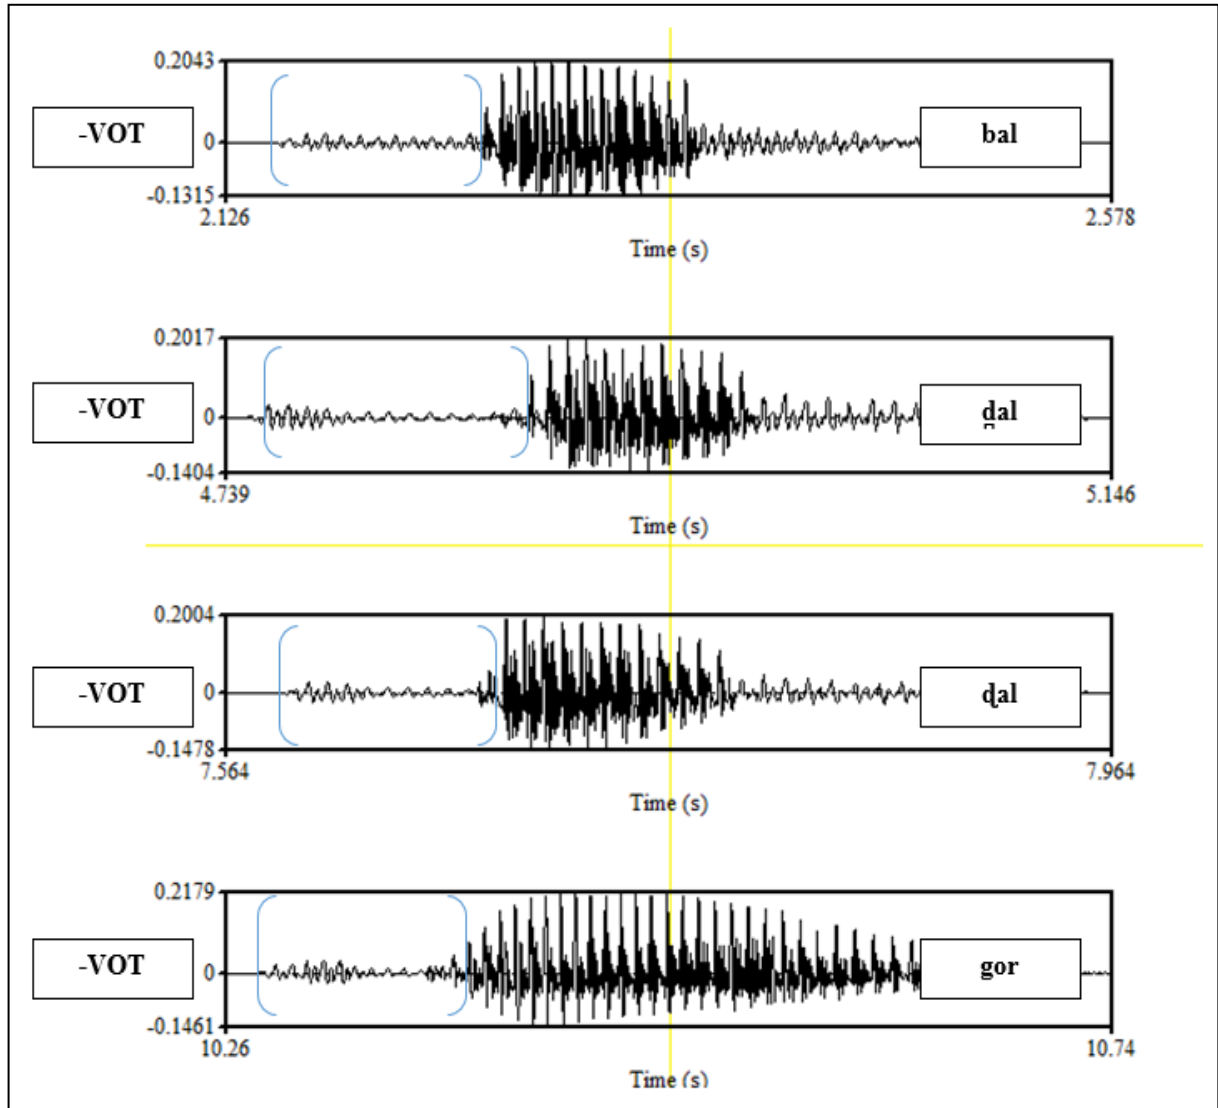 0.2043
-VOT
0
bal
-0.1315
2.126
2.578
Time (s)
0.2017
-VOT
0
d̪al
-0.1404
4.739
5.146
Time (s)
0.2004
-VOT
0
ɖal
-0.1478
7.564
7.964
Time (s)
0.2179
-VOT
0
gor
-0.1461
10.26
10.74
Time (s)